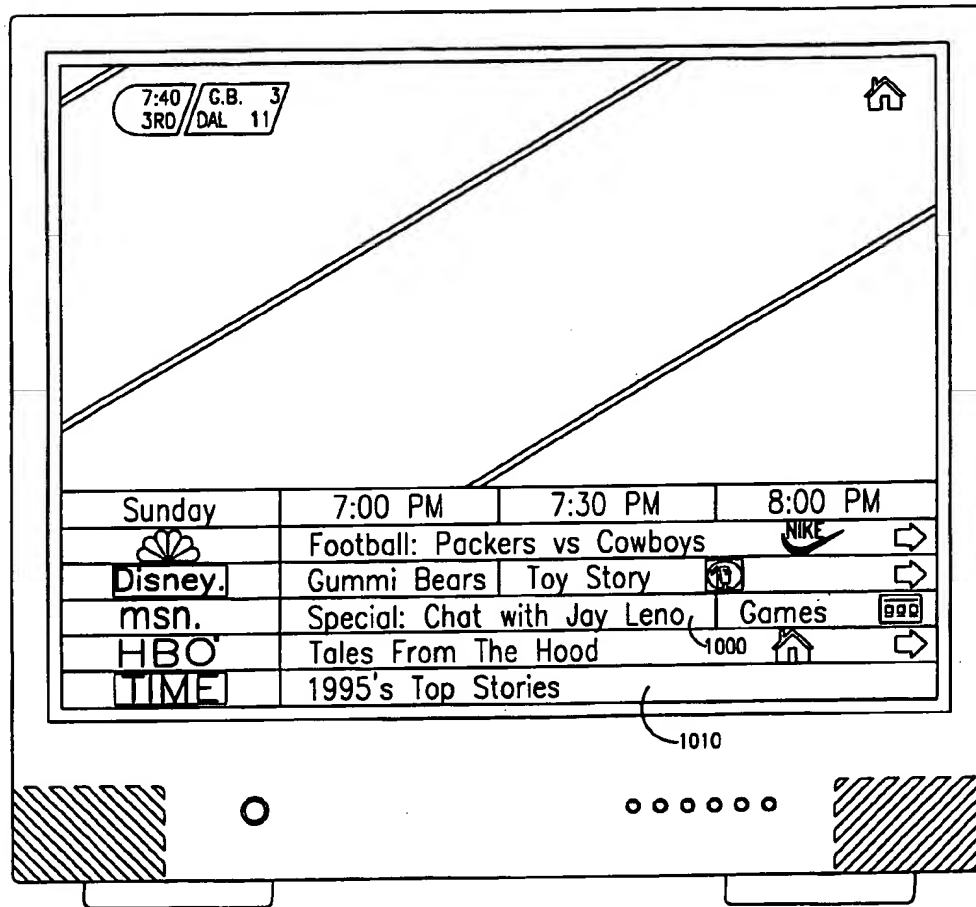 7:40 G.B. 3
3RD DAL 11
Sunday 7:00 PM 7:30 PM 8:00 PM
Football: Packers vs Cowboys NIKE
Disney. Gummi Bears Toy Story
msn. Special: Chat with Jay Leno 1000 Games
HBO Tales From The Hood
TIME 1995's Top Stories
1010